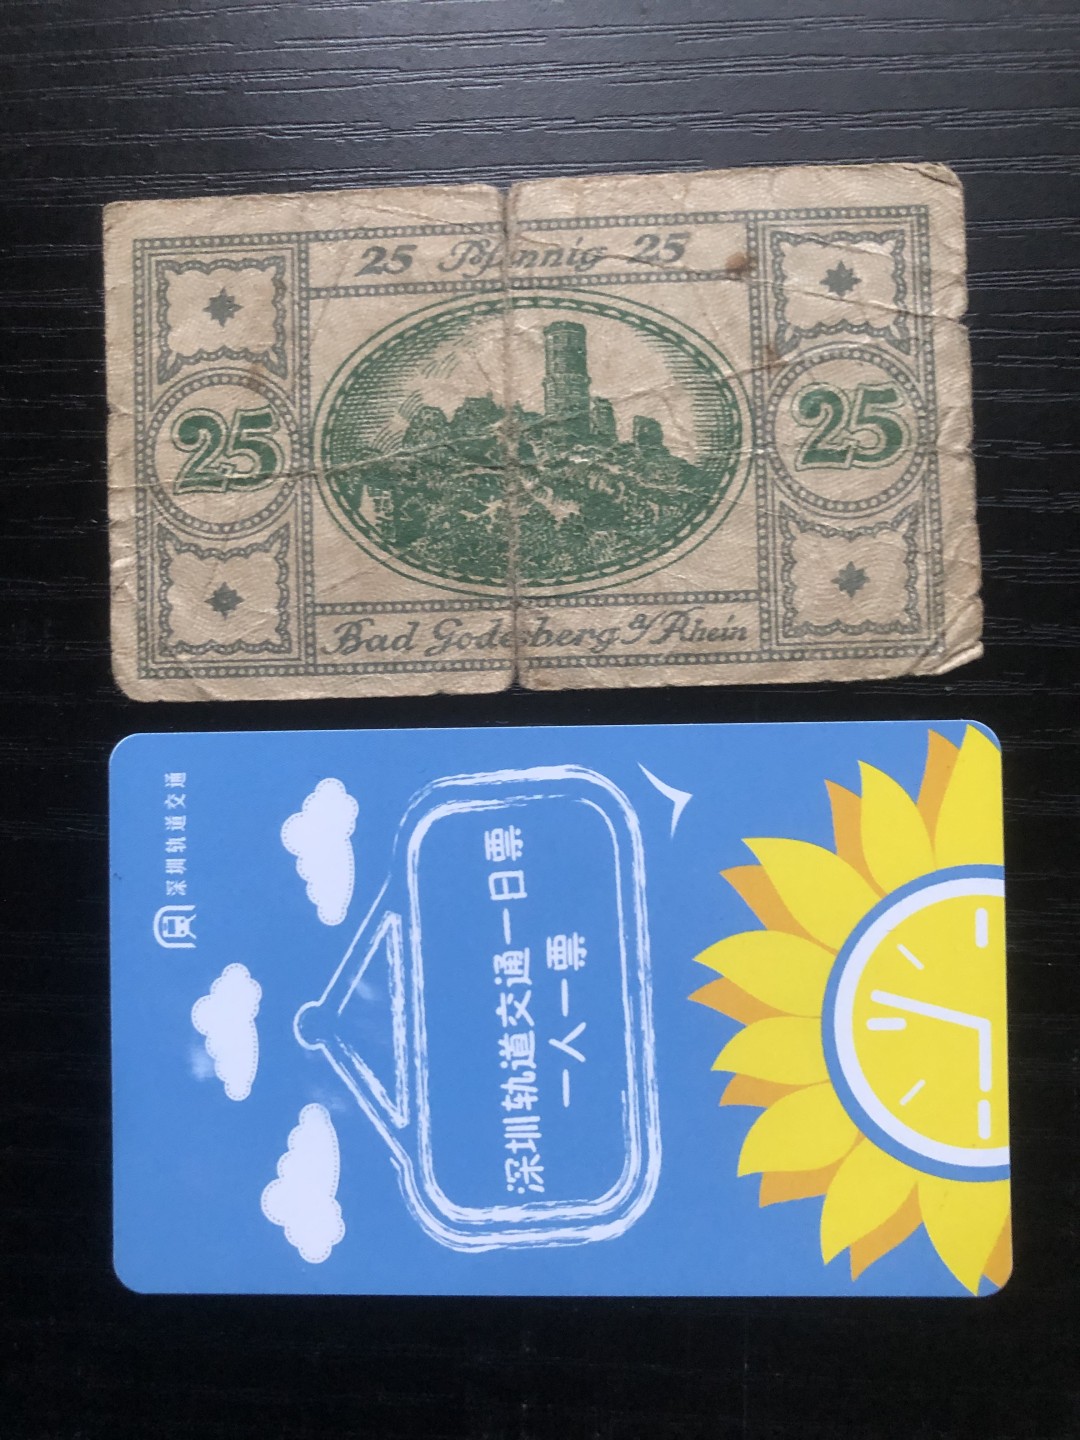 25 Pfennig 25
25
25
Bad Godesberg a/Rhein
深圳轨道交通
深圳轨道交通一日票
一人一票